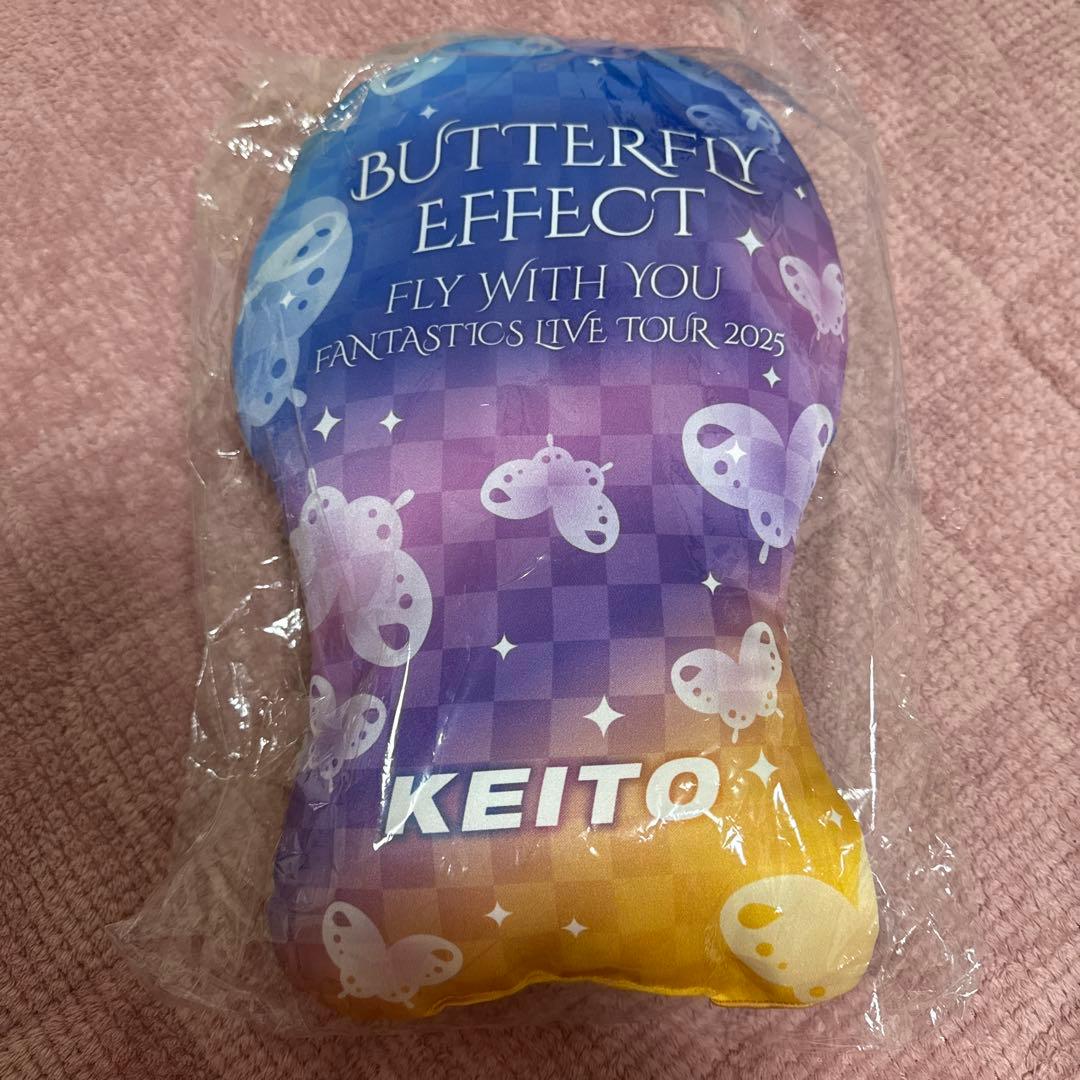 BUTTERFLY
EFFECT
FLY WITH YOU
FANTASTICS LIVE TOUR 2025
KEITO